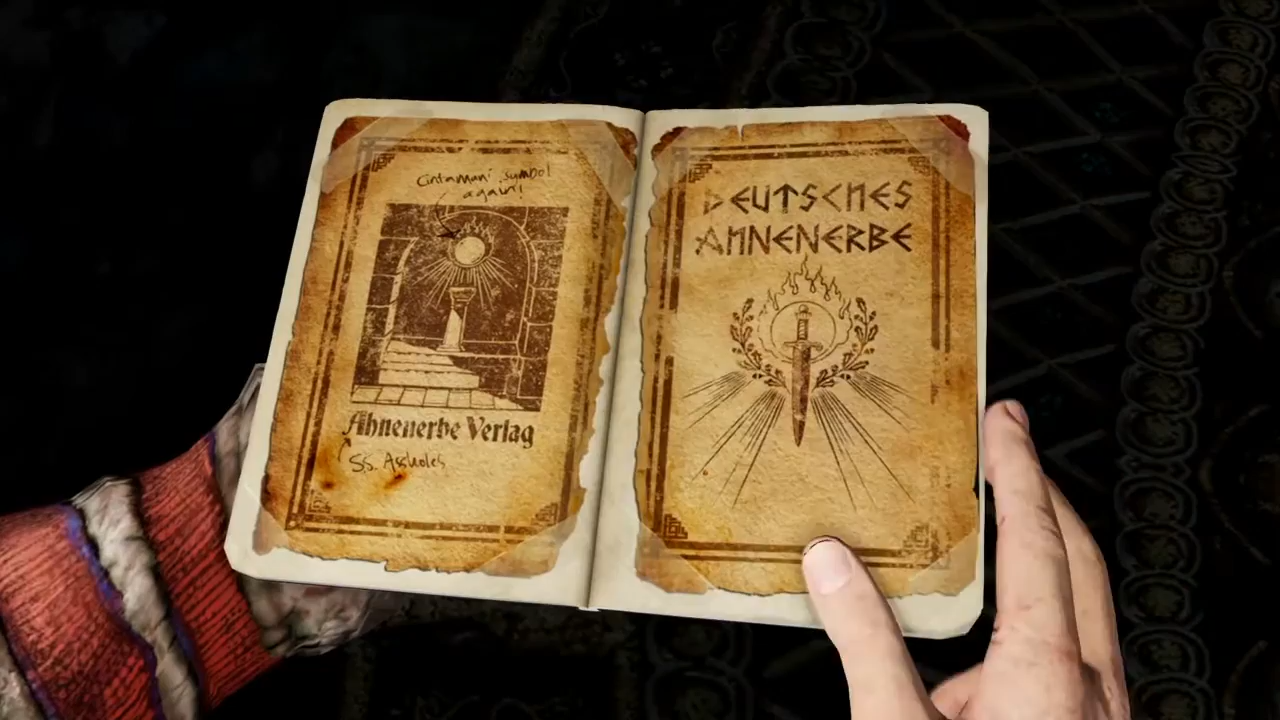 Cintamani symbol
again!
Ahnenerbe Verlag
SS. Assholes
DEUTSCHES
AHNENERBE